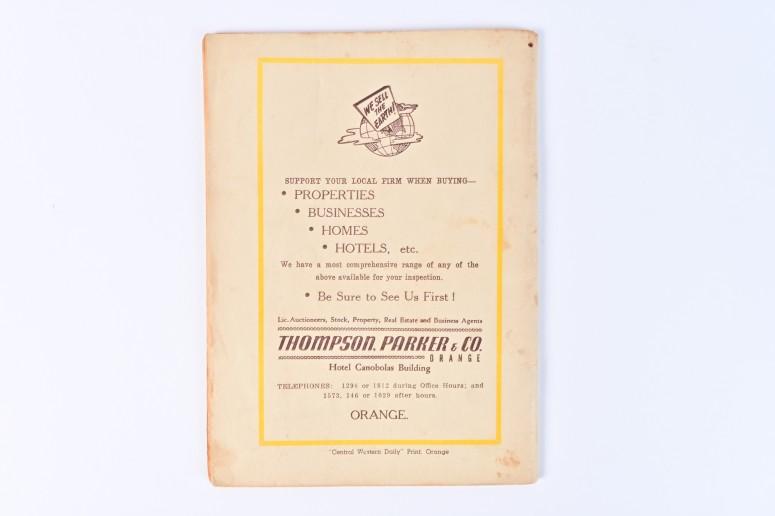 WE SELL
THE
EARTH!
SUPPORT YOUR LOCAL FIRM WHEN BUYING—
• PROPERTIES
• BUSINESSES
• HOMES
• HOTELS, etc.
We have a most comprehensive range of any of the
above available for your inspection.
• Be Sure to See Us First !
Lic. Auctioneers, Stock, Property, Real Estate and Business Agents
THOMPSON, PARKER & CO.
ORANGE
Hotel Canobolas Building
TELEPHONES: 1294 or 1812 during Office Hours; and
1573, 146 or 1029 after hours.
ORANGE.
"Central Western Daily" Print. Orange